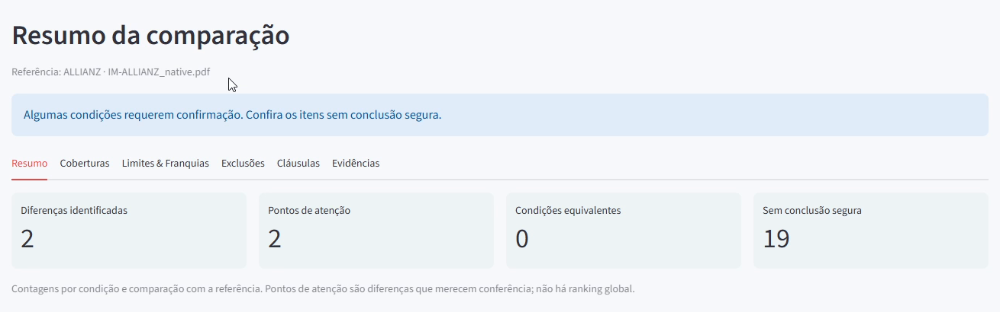 Resumo da comparação
Referência: ALLIANZ · IM-ALLIANZ_native.pdf
Algumas condições requerem confirmação. Confira os itens sem conclusão segura.
Resumo Coberturas Limites & Franquias Exclusões Cláusulas Evidências
Diferenças identificadas
2
Pontos de atenção
2
Condições equivalentes
0
Sem conclusão segura
19
Contagens por condição e comparação com a referência. Pontos de atenção são diferenças que merecem conferência; não há ranking global.